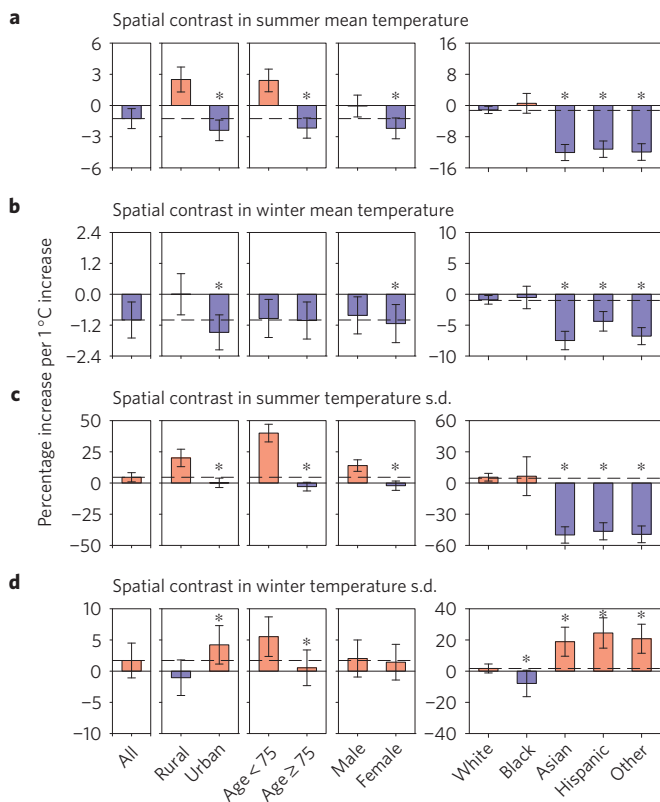 a Spatial contrast in summer mean temperature
6 16
3 8
0 0
−3 −8
−6 −16
* * * * * *
b Spatial contrast in winter mean temperature
2.4 10
1.2 5
0.0 0
−1.2 −5
−2.4 −10
* * * * *
c Spatial contrast in summer temperature s.d.
50 60
25 30
0 0
−25 −30
−50 −60
* * * * * *
d Spatial contrast in winter temperature s.d.
10 40
5 20
0 0
−5 −20
−10 −40
* * * * * *
Percentage increase per 1 °C increase
All
Rural
Urban
Age < 75
Age ≥ 75
Male
Female
White
Black
Asian
Hispanic
Other